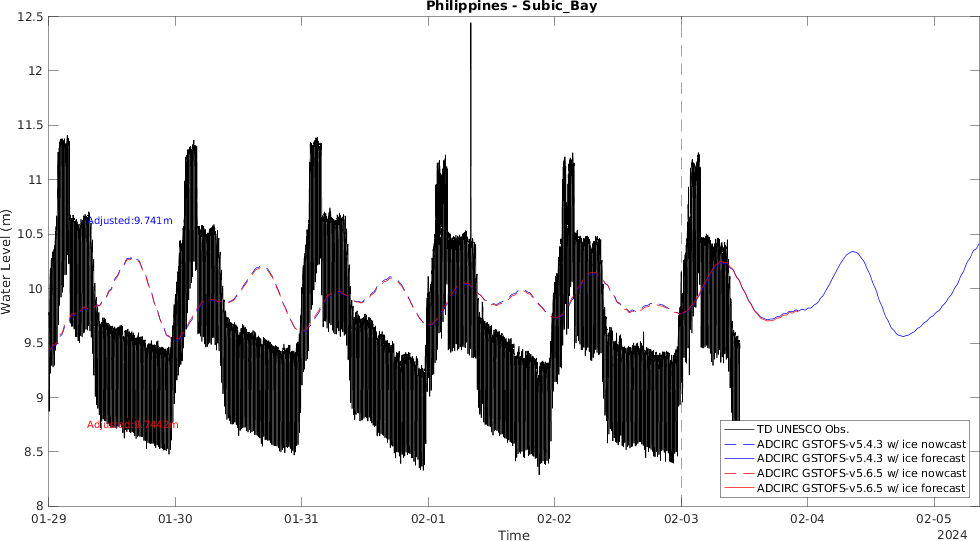 Philippines - Subic_Bay
12.5
12
11.5
11
10.5
10
9.5
9
8.5
8
Water Level (m)
Adjusted:9.741m
Adjusted:9.7442m
TD UNESCO Obs.
ADCIRC GSTOFS-v5.4.3 w/ ice nowcast
ADCIRC GSTOFS-v5.4.3 w/ ice forecast
ADCIRC GSTOFS-v5.6.5 w/ ice nowcast
ADCIRC GSTOFS-v5.6.5 w/ ice forecast
01-29 01-30 01-31 02-01 02-02 02-03 02-04 02-05
Time
2024